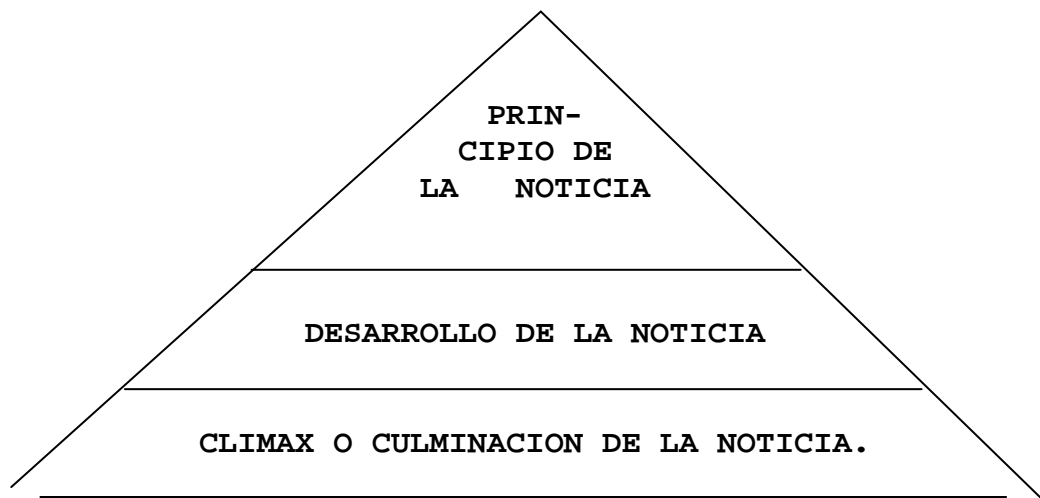 PRIN-
CIPIO DE
LA NOTICIA
DESARROLLO DE LA NOTICIA
CLIMAX O CULMINACION DE LA NOTICIA.